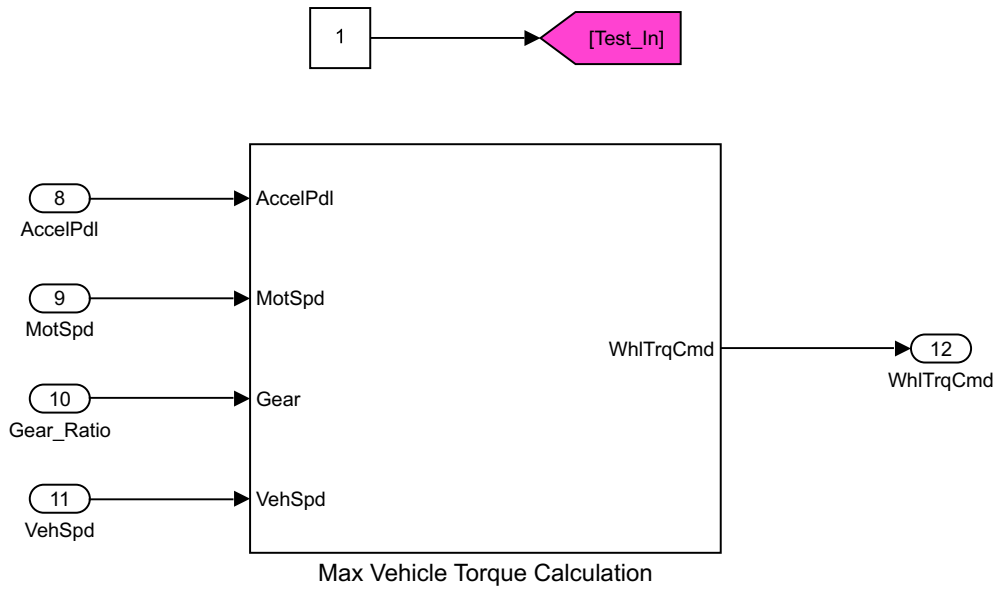 1
[Test_In]
8
AccelPdl
AccelPdl
9
MotSpd
MotSpd
WhlTrqCmd
12
WhlTrqCmd
10
Gear
Gear_Ratio
11
VehSpd
VehSpd
Max Vehicle Torque Calculation